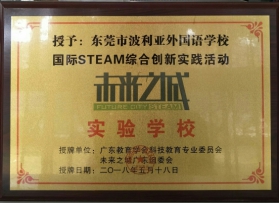 授予：东莞市波利亚外国语学校
国际STEAM综合创新实践活动
未来之城
FUTURE CITY
实验学校
授牌单位：广东教育学会科技教育专业委员会
未来之城广东组委会
授牌日期：二〇一八年五月十八日